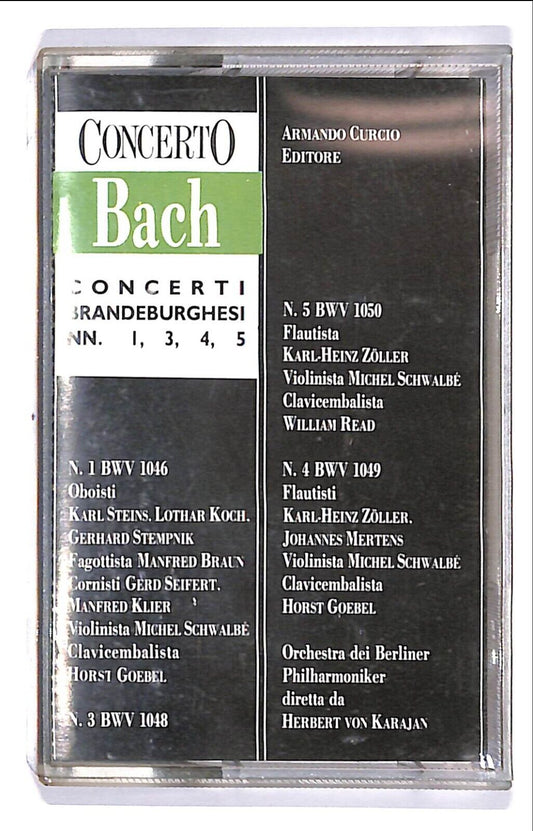 CONCERTO
Bach
CONCERTI
BRANDEBURGHESI
NN. 1, 3, 4, 5
N. 1 BWV 1046
Oboisti
KARL STEINS, LOTHAR KOCH,
GERHARD STEMPNIK
Fagottista MANFRED BRAUN
Cornisti GERD SEIFERT,
MANFRED KLIER
Violinista MICHEL SCHWALBÉ
Clavicembalista
HORST GOEBEL
N. 3 BWV 1048
ARMANDO CURCIO
EDITORE
N. 5 BWV 1050
Flautista
KARL-HEINZ ZÖLLER
Violinista MICHEL SCHWALBÉ
Clavicembalista
WILLIAM READ
N. 4 BWV 1049
Flautisti
KARL-HEINZ ZÖLLER,
JOHANNES MERTENS
Violinista MICHEL SCHWALBÉ
Clavicembalista
HORST GOEBEL
Orchestra dei Berliner
Philharmoniker
diretta da
HERBERT VON KARAJAN